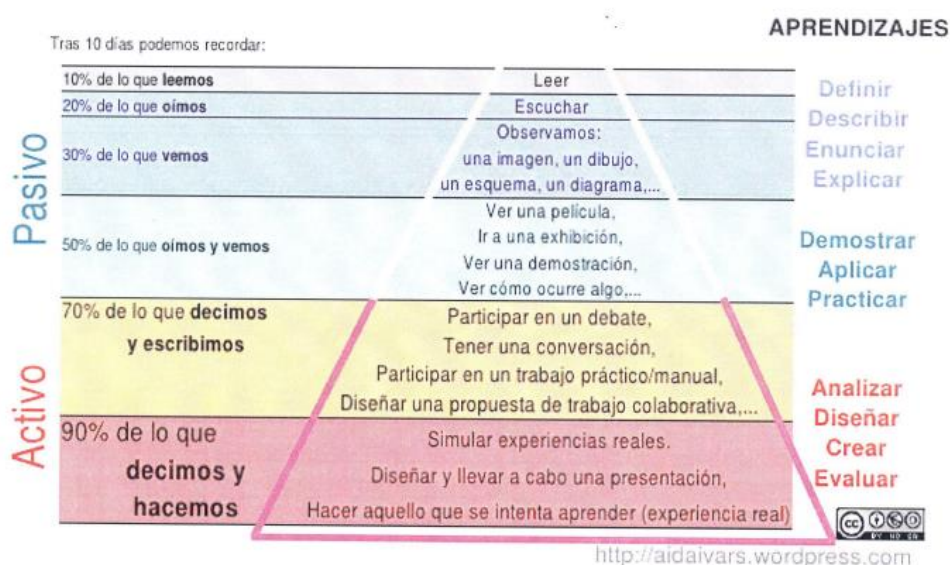 APRENDIZAJES
Tras 10 días podemos recordar:
10% de lo que leemos
Leer
20% de lo que oímos
Escuchar
30% de lo que vemos
Observamos:
una imagen, un dibujo,
un esquema, un diagrama,...
Definir
Describir
Enunciar
Explicar
Pasivo
50% de lo que oímos y vemos
Ver una película,
Ir a una exhibición,
Ver una demostración,
Ver cómo ocurre algo,...
Demostrar
Aplicar
Practicar
70% de lo que decimos
y escribimos
Participar en un debate,
Tener una conversación,
Participar en un trabajo práctico/manual,
Diseñar una propuesta de trabajo colaborativa,...
Activo
90% de lo que
decimos y
hacemos
Simular experiencias reales.
Diseñar y llevar a cabo una presentación,
Hacer aquello que se intenta aprender (experiencia real)
Analizar
Diseñar
Crear
Evaluar
http://aidaivars.wordpress.com